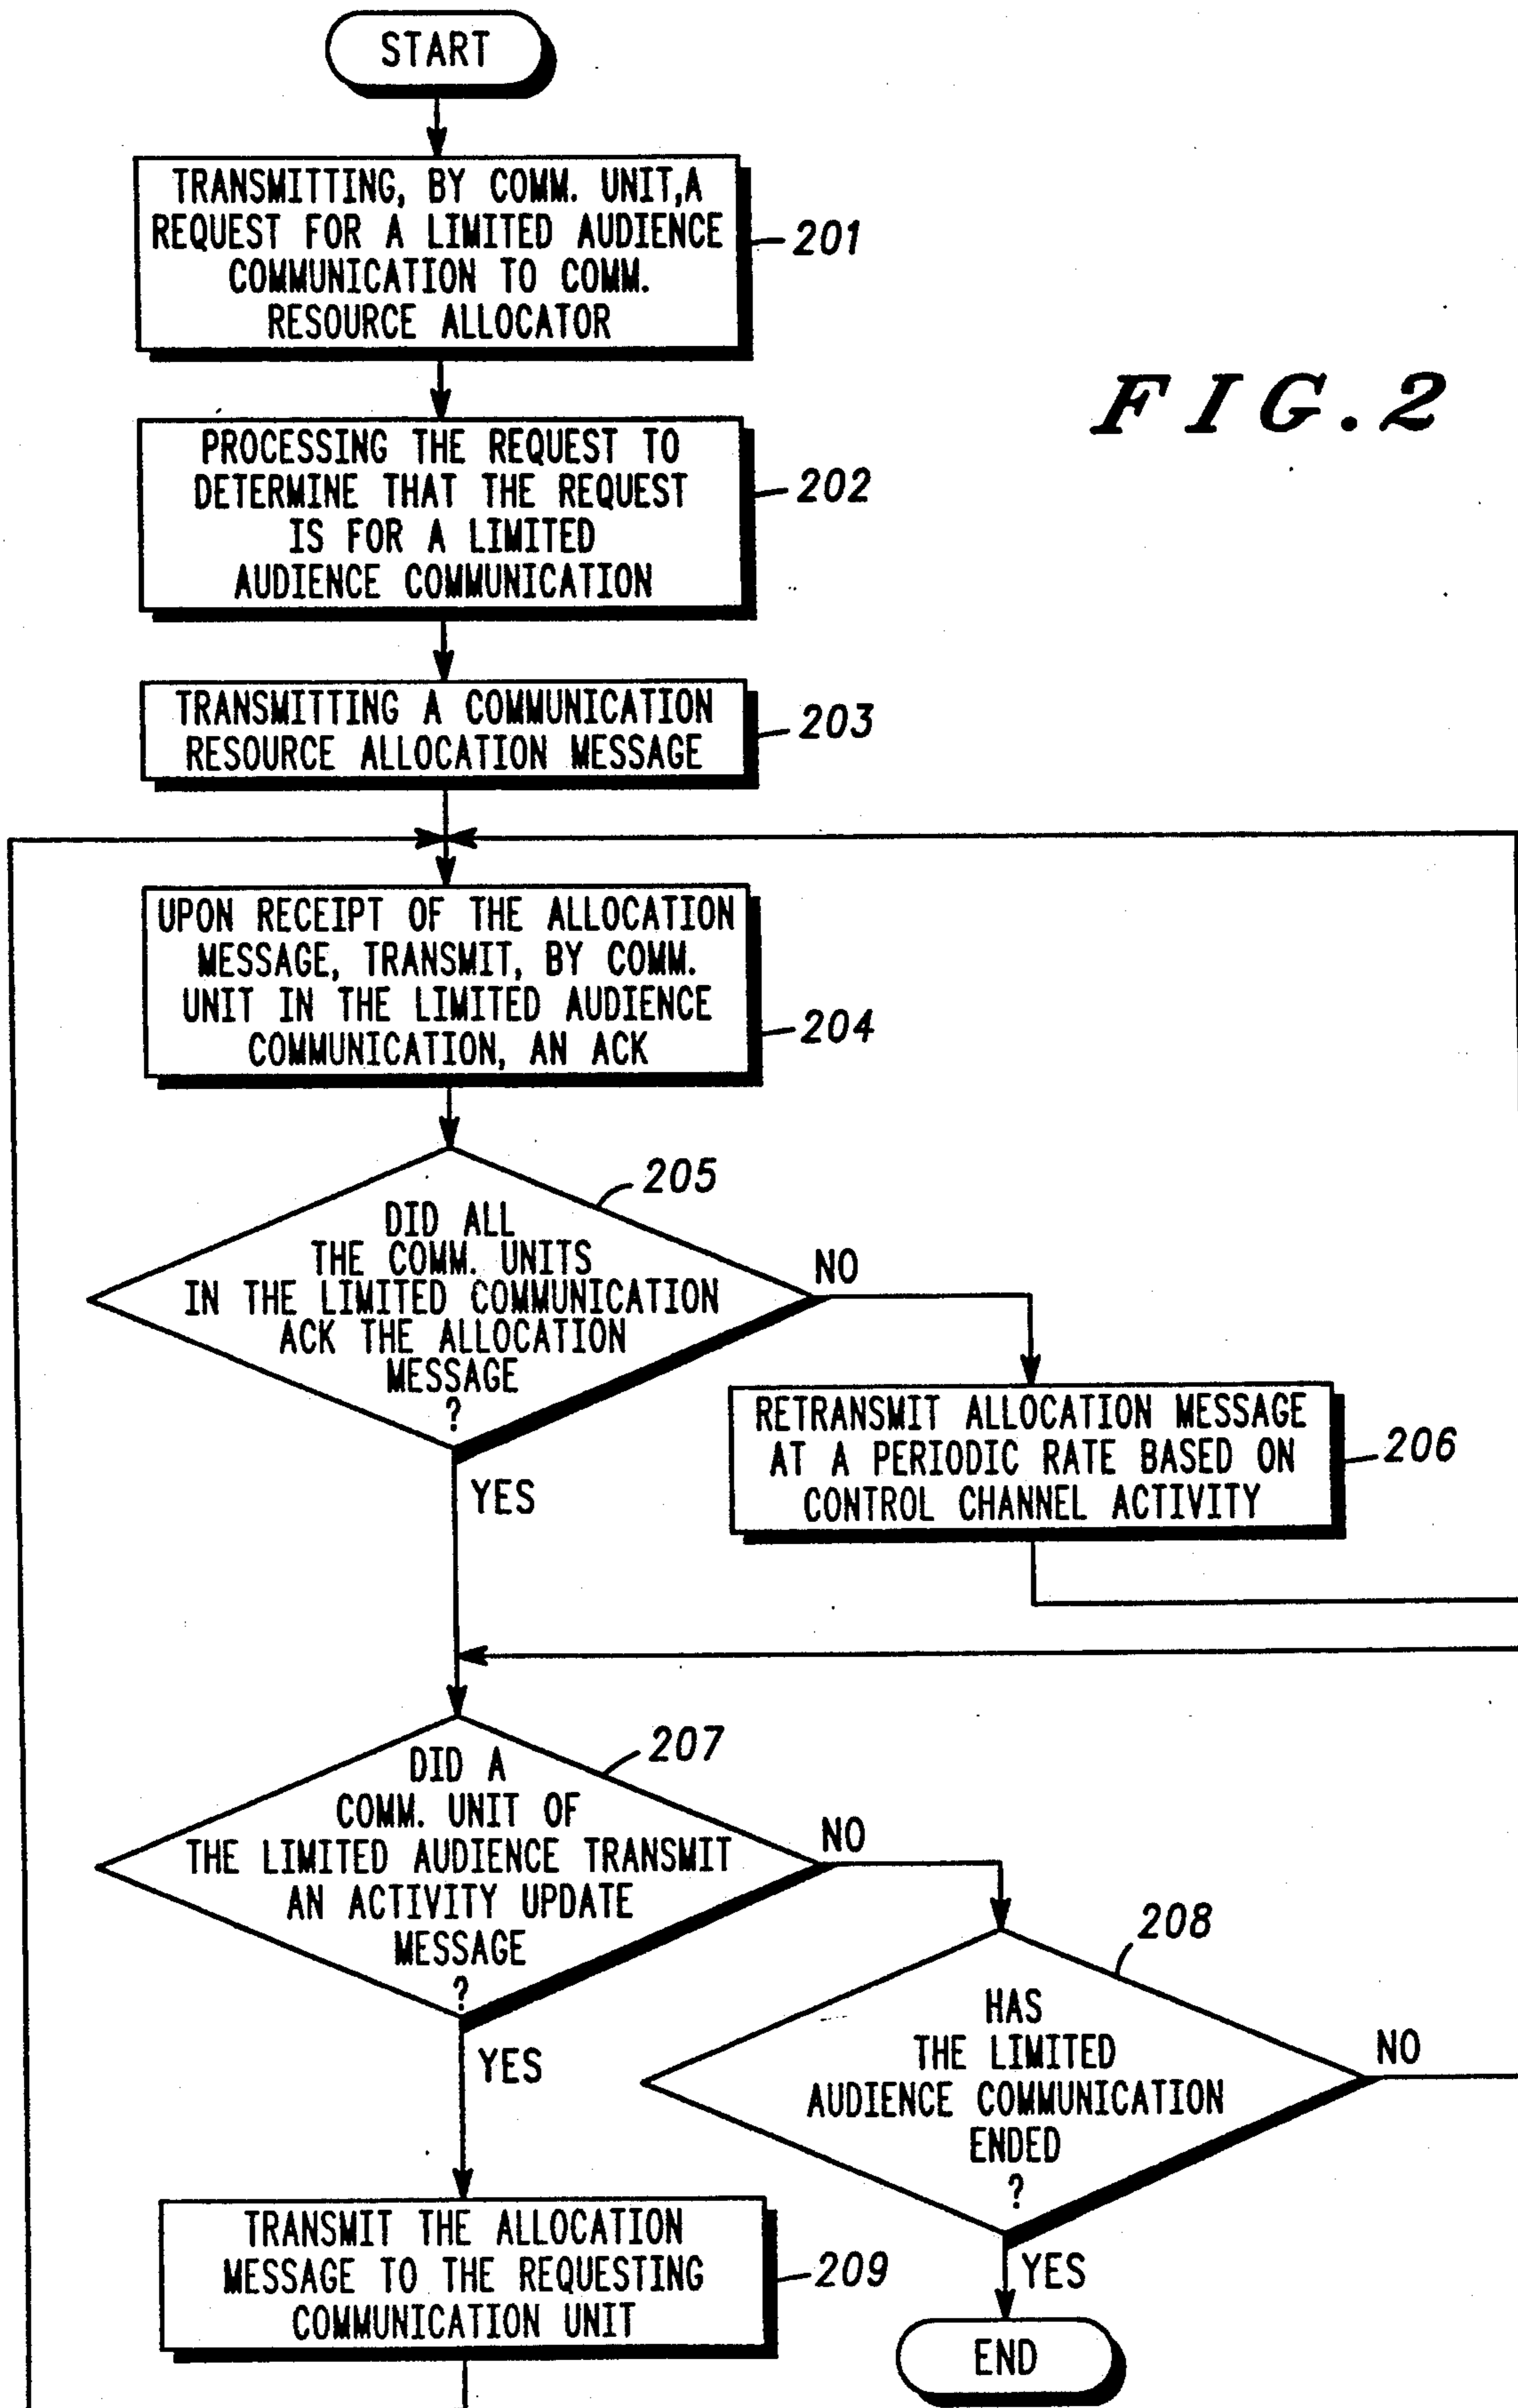 START
TRANSMITTING, BY COMM. UNIT,A
REQUEST FOR A LIMITED AUDIENCE
COMMUNICATION TO COMM.
RESOURCE ALLOCATOR
201
FIG.2
PROCESSING THE REQUEST TO
DETERMINE THAT THE REQUEST
IS FOR A LIMITED
AUDIENCE COMMUNICATION
202
TRANSMITTING A COMMUNICATION
RESOURCE ALLOCATION MESSAGE
203
UPON RECEIPT OF THE ALLOCATION
MESSAGE, TRANSMIT, BY COMM.
UNIT IN THE LIMITED AUDIENCE
COMMUNICATION, AN ACK
204
205
DID ALL
THE COMM. UNITS
IN THE LIMITED COMMUNICATION
ACK THE ALLOCATION
MESSAGE
?
NO
YES
RETRANSMIT ALLOCATION MESSAGE
AT A PERIODIC RATE BASED ON
CONTROL CHANNEL ACTIVITY
206
207
DID A
COMM. UNIT OF
THE LIMITED AUDIENCE TRANSMIT
AN ACTIVITY UPDATE
MESSAGE
?
NO
YES
208
HAS
THE LIMITED
AUDIENCE COMMUNICATION
ENDED
?
NO
YES
TRANSMIT THE ALLOCATION
MESSAGE TO THE REQUESTING
COMMUNICATION UNIT
209
END